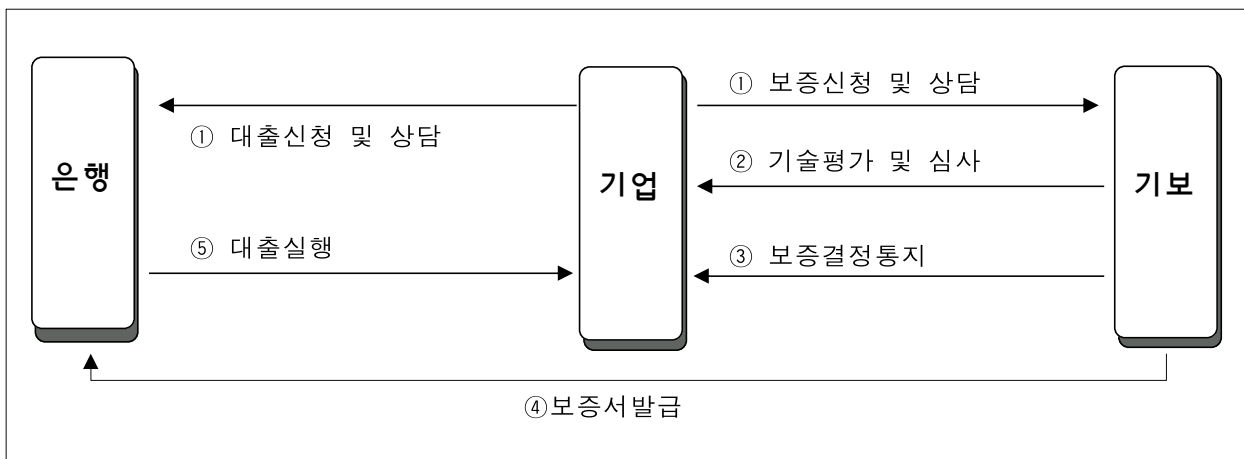 ① 보증신청 및 상담
① 대출신청 및 상담
② 기술평가 및 심사
은행
기업
기보
⑤ 대출실행
③ 보증결정통지
④보증서발급